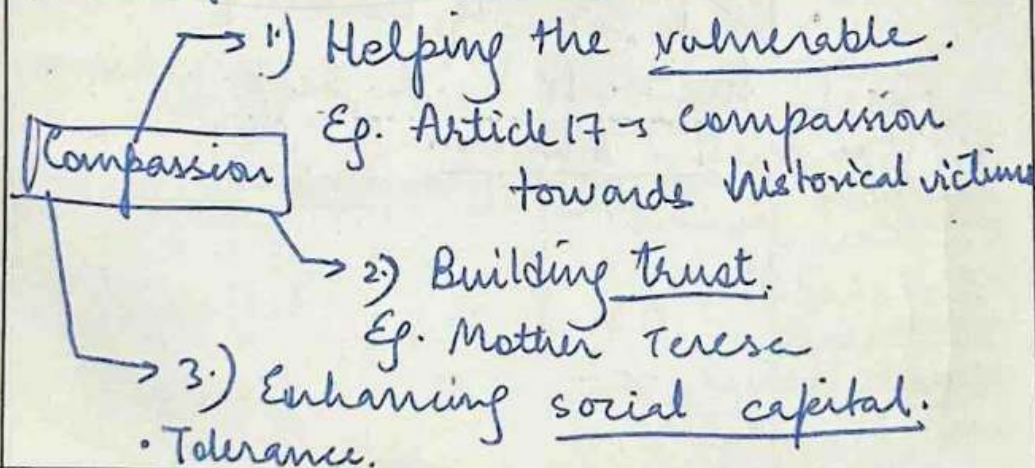 1.) Helping the vulnerable.
Eg. Article 17 → compassion
Compassion
towards historical victims
2.) Building trust.
Eg. Mother Teresa
3.) Enhancing social capital.
• Tolerance.